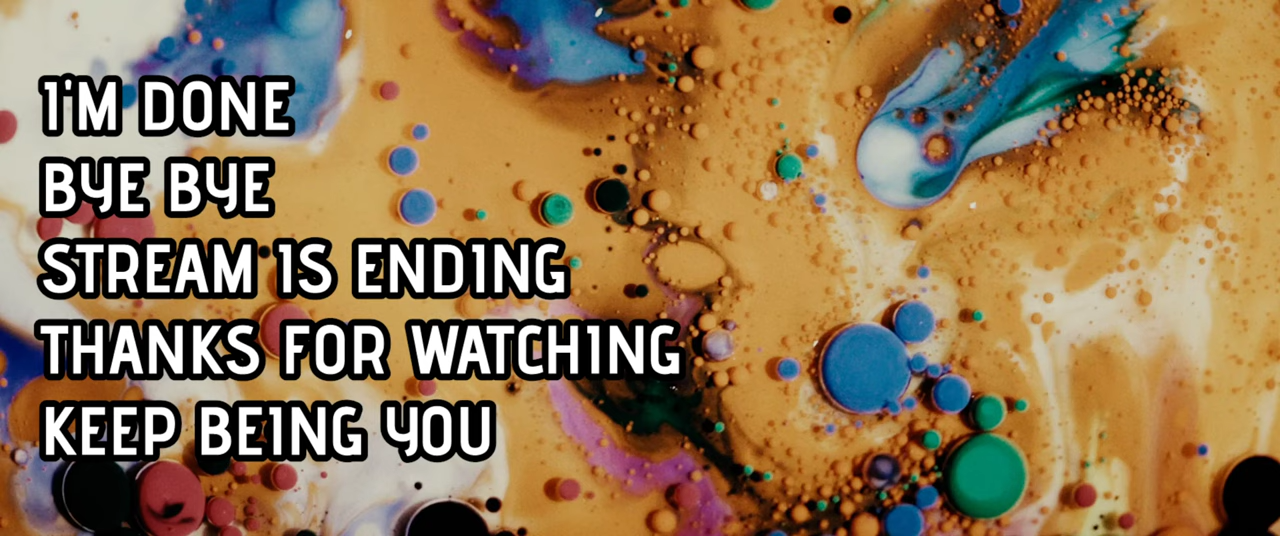 I'M DONE
BYE BYE
STREAM IS ENDING
THANKS FOR WATCHING
KEEP BEING YOU